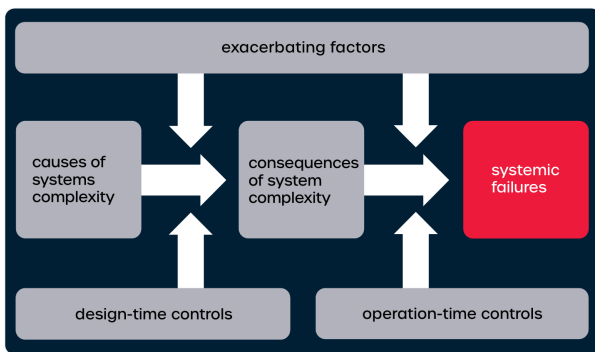 exacerbating factors
causes of
systems
complexity
consequences
of system
complexity
systemic
failures
design-time controls
operation-time controls